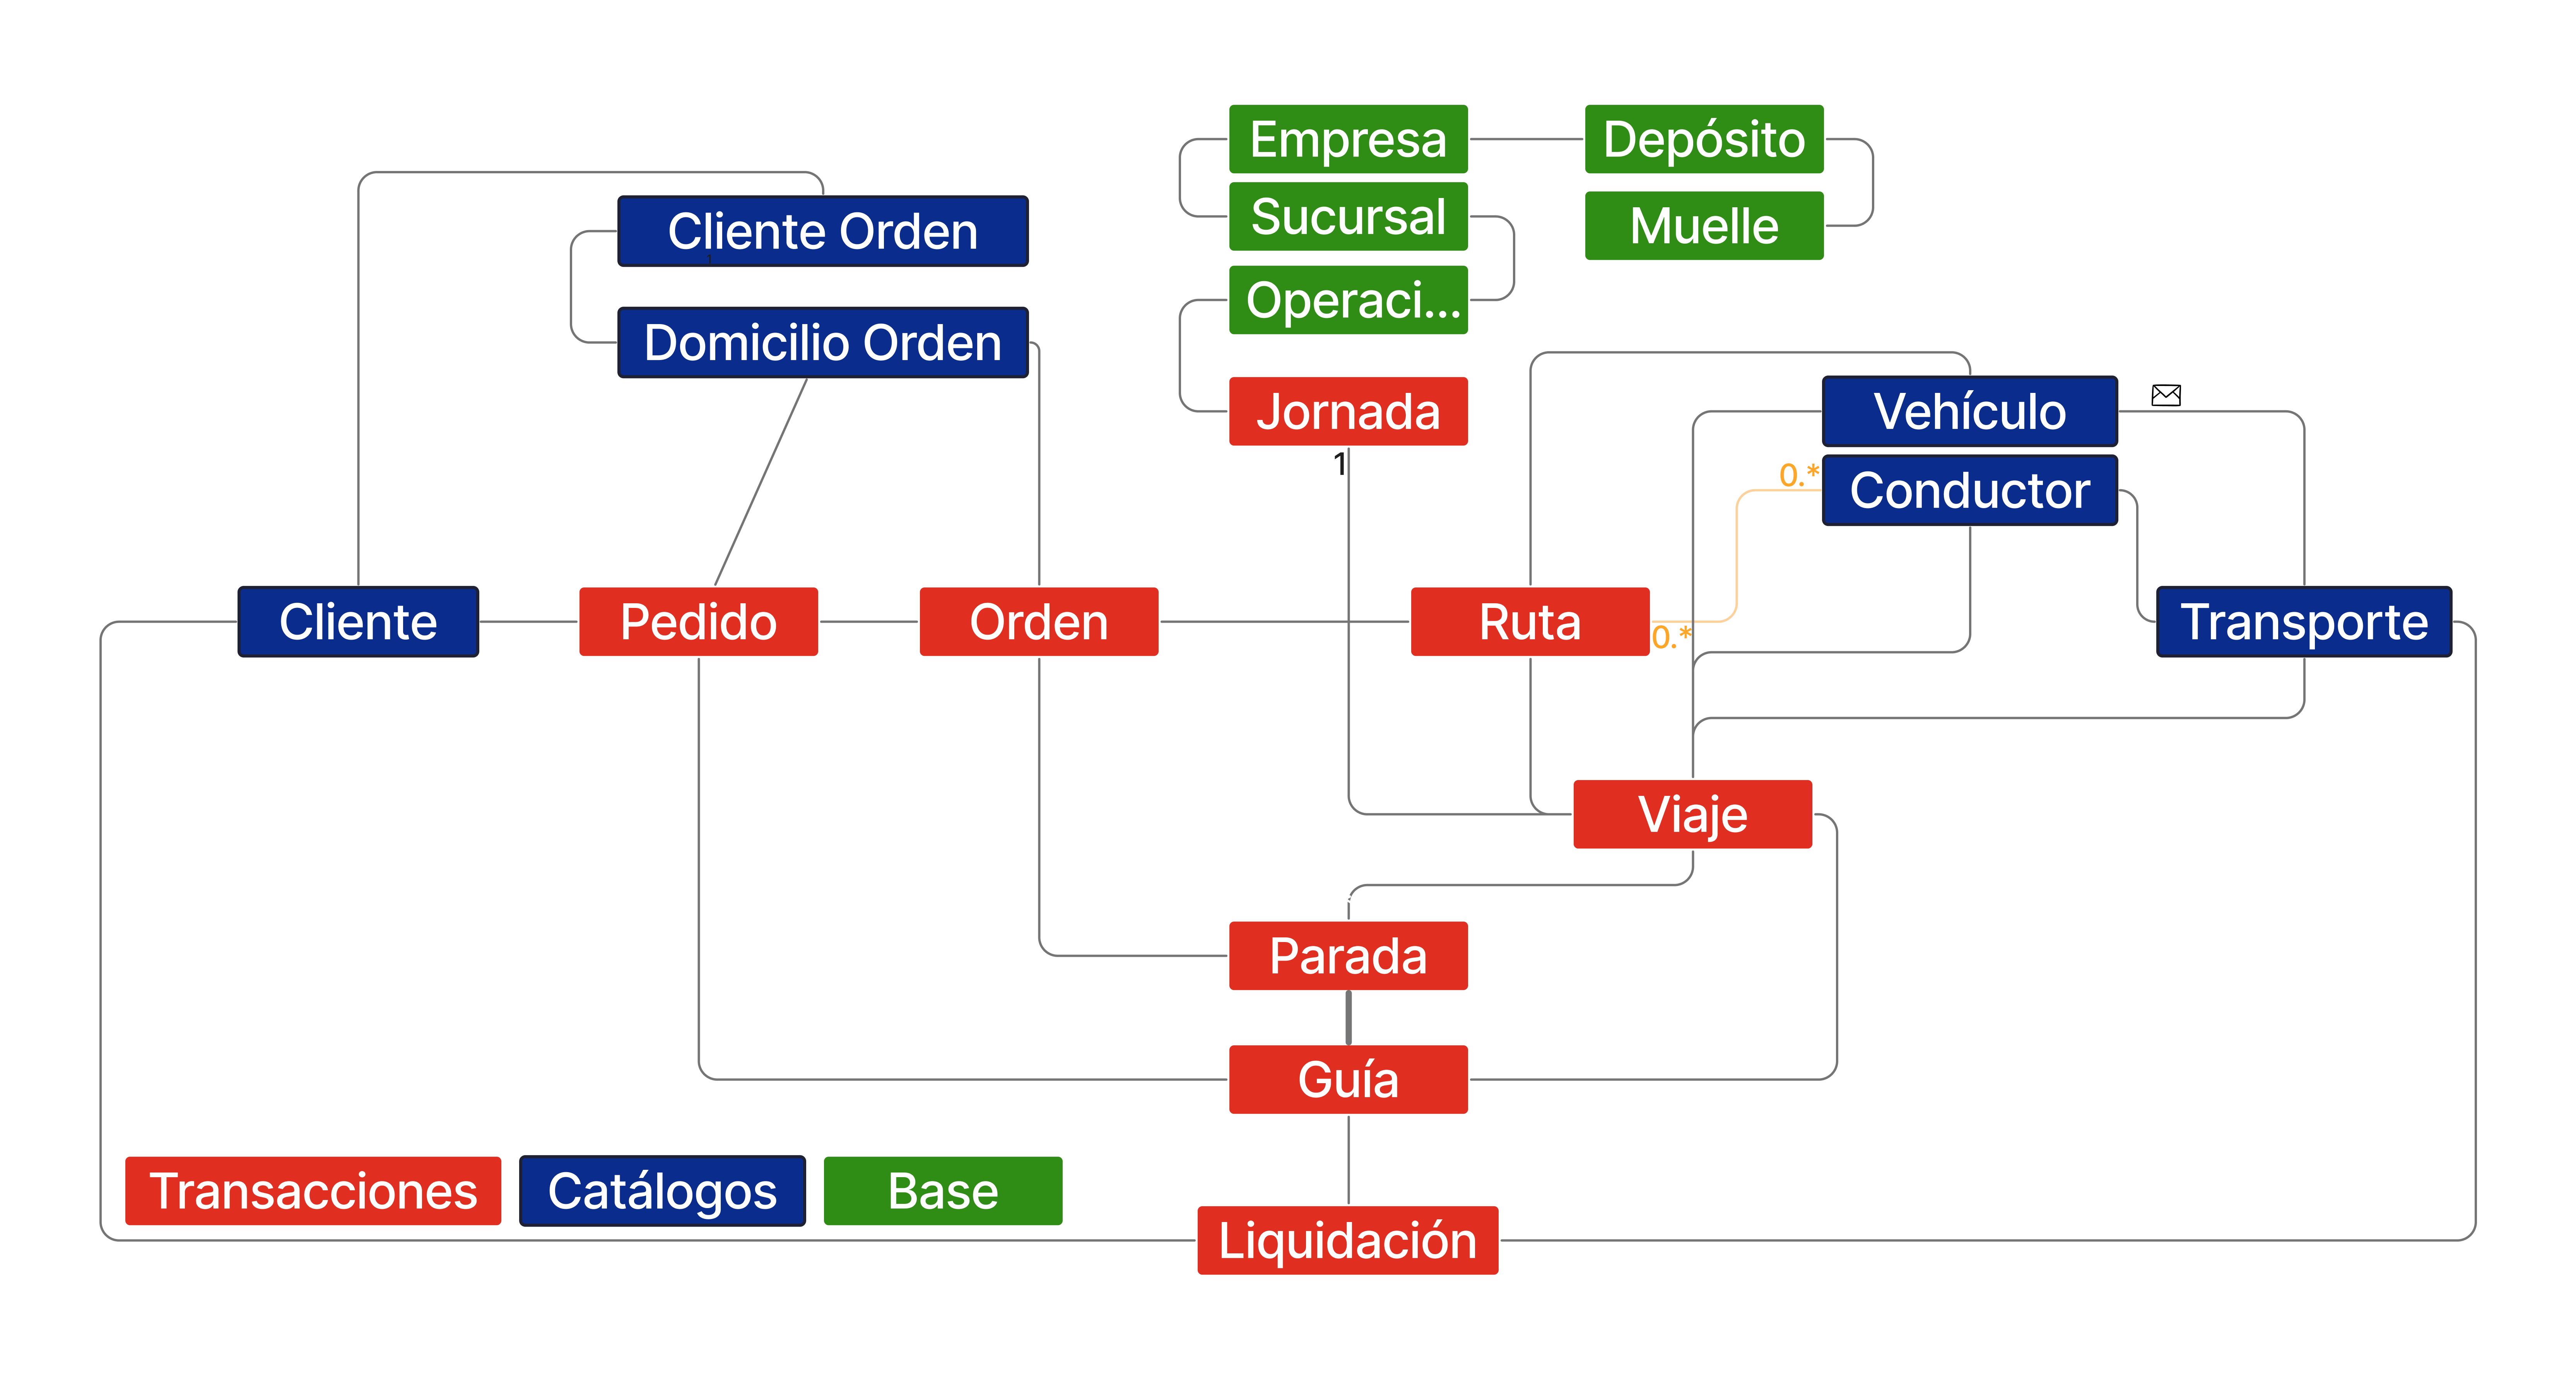 Empresa
Depósito
Cliente Orden
1
Sucursal
Muelle
Operaci...
Domicilio Orden
Jornada
1
Vehículo
0.*
Conductor
Cliente
Pedido
Orden
Ruta
0.*
Transporte
Viaje
Parada
Guía
Transacciones
Catálogos
Base
Liquidación